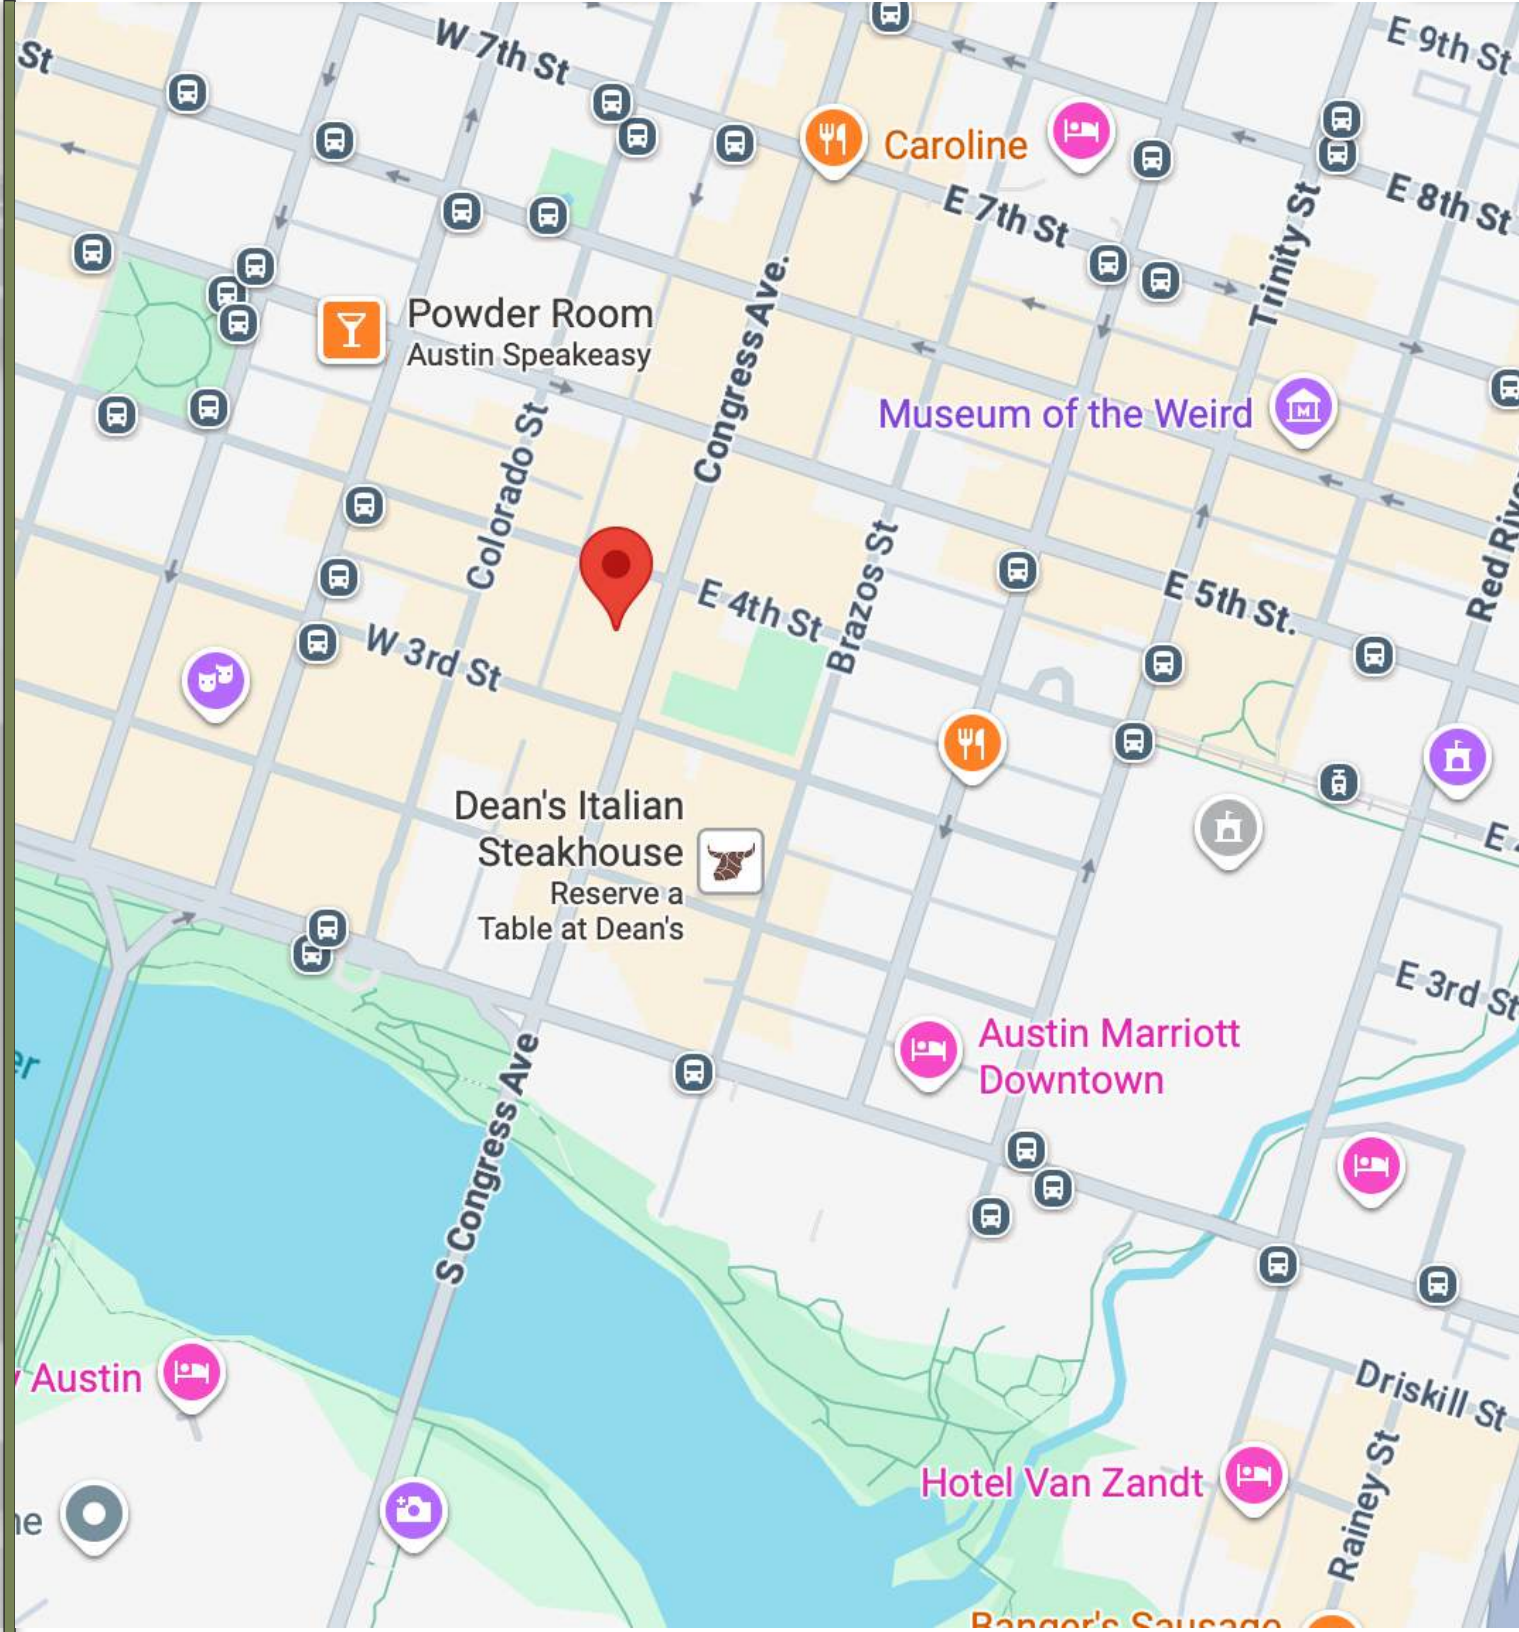 St
W 7th St
E 9th St
Caroline
E 7th St
E 8th St
Trinity St
Powder Room
Austin Speakeasy
Congress Ave.
Museum of the Weird
Colorado St
Brazos St
E 4th St
E 5th St.
W 3rd St
Dean's Italian
Steakhouse
Reserve a
Table at Dean's
E 3rd St
Austin Marriott
Downtown
S Congress Ave
Austin
Driskill St
Hotel Van Zandt
Rainey St
Banger's Sausage